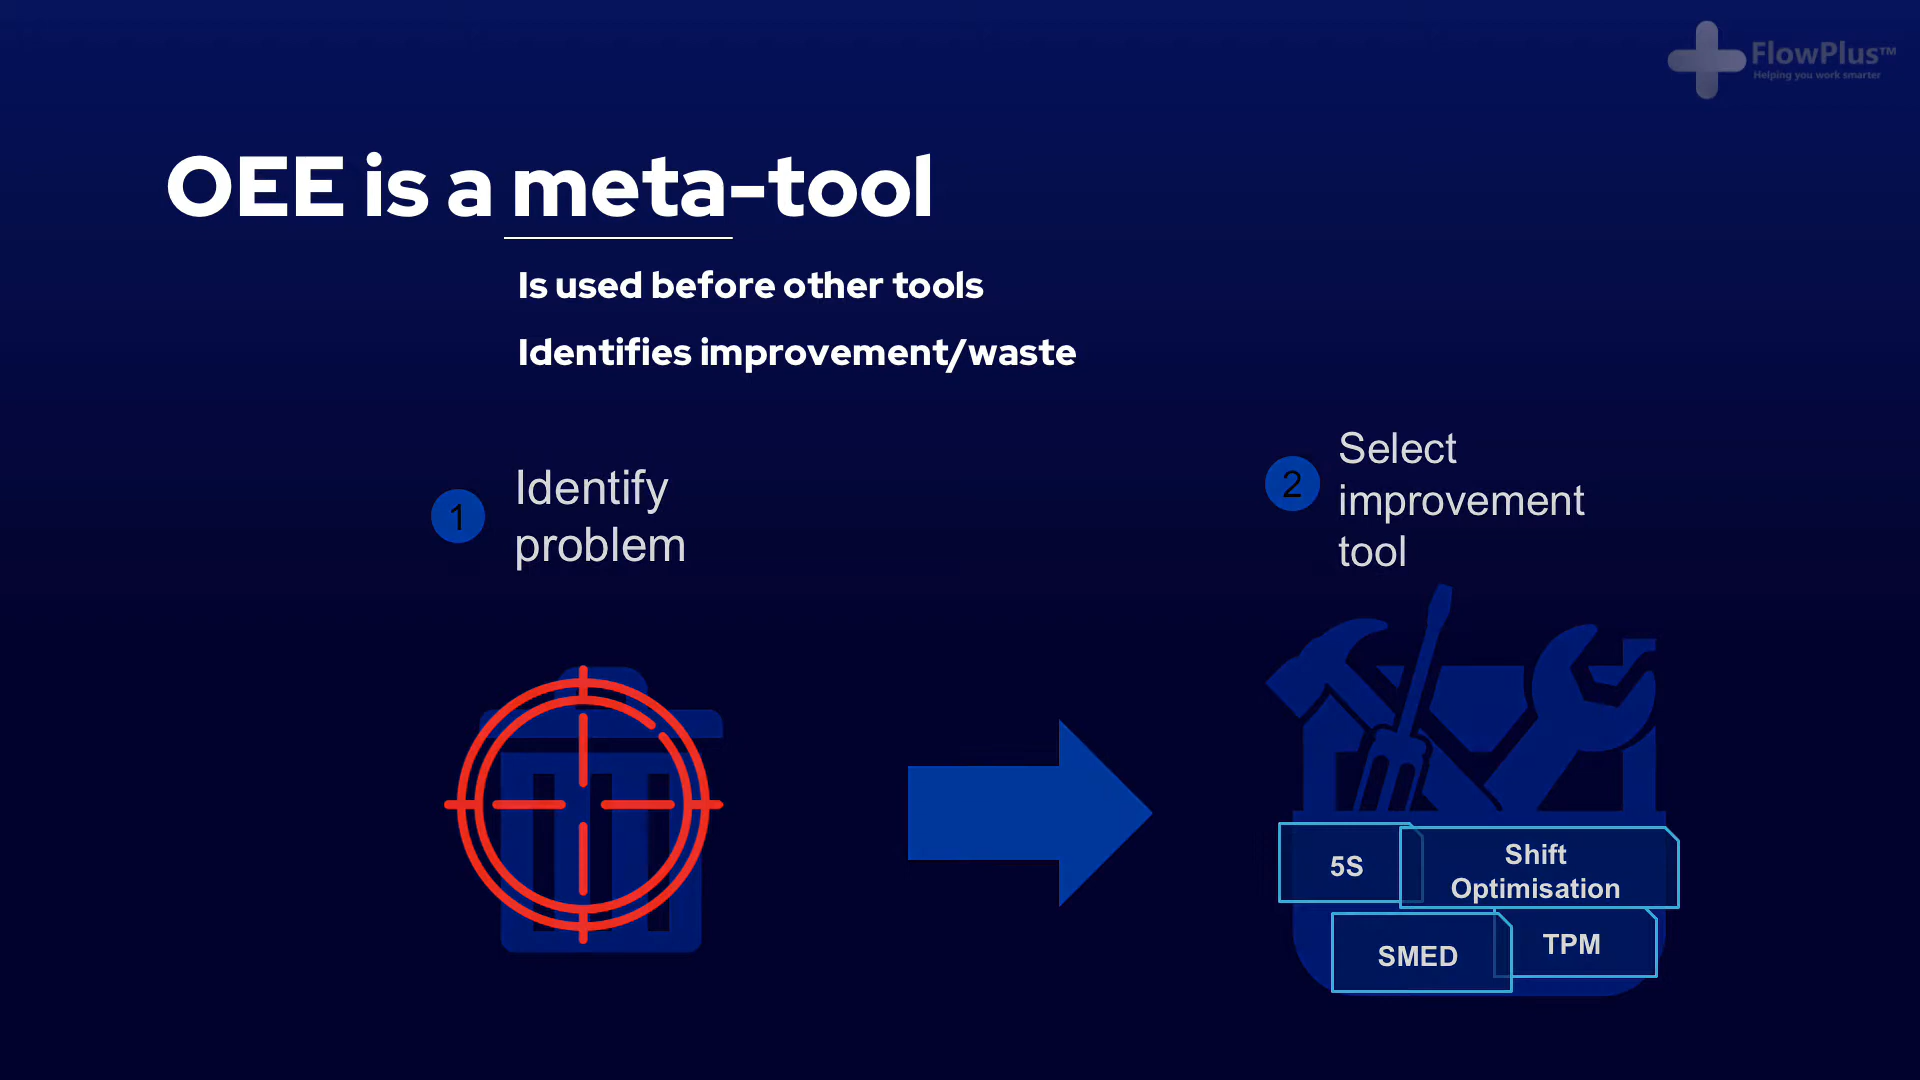 FlowPlus™
Helping you work smarter
OEE is a meta-tool
Is used before other tools
Identifies improvement/waste
1
Identify
problem
2
Select
improvement
tool
5S
Shift
Optimisation
SMED
TPM